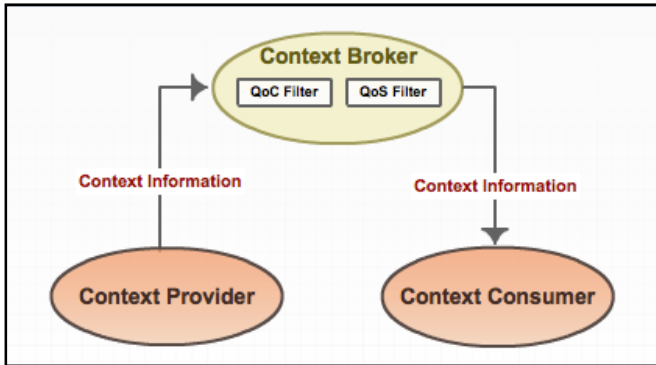 Context Broker
QoC Filter
QoS Filter
Context Information
Context Information
Context Provider
Context Consumer